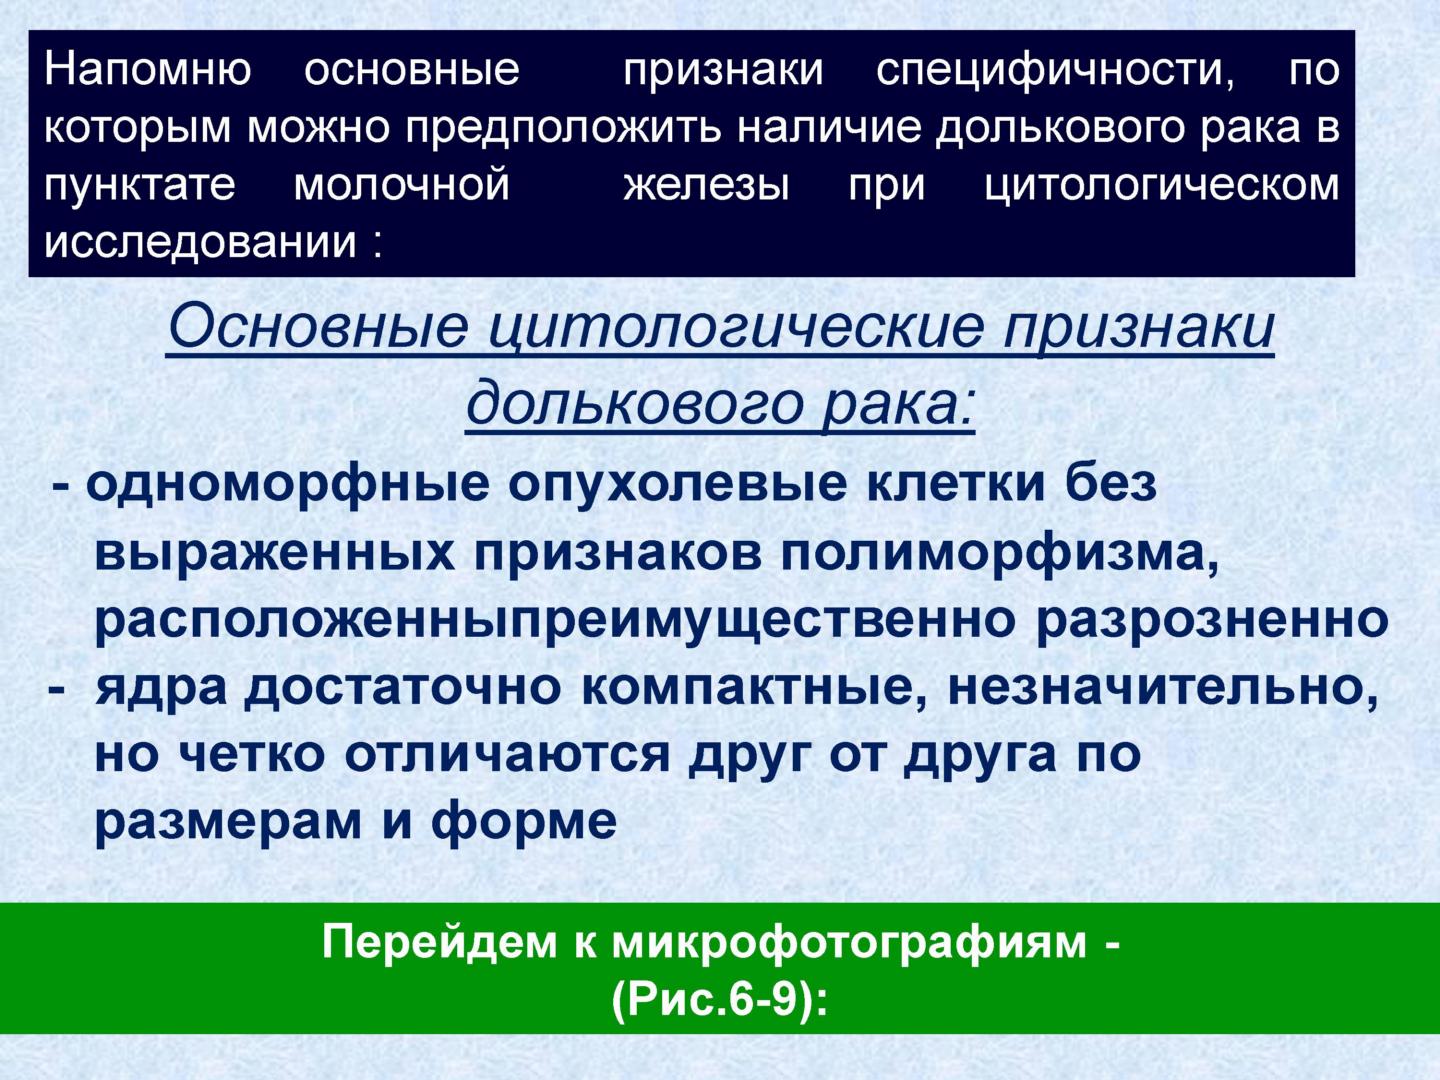 Напомню основные признаки специфичности, по
которым можно предположить наличие долькового рака в
пунктате молочной железы при цитологическом
исследовании :
Основные цитологические признаки
долькового рака:
- одноморфные опухолевые клетки без
выраженных признаков полиморфизма,
расположенныпреимущественно разрозненно
- ядра достаточно компактные, незначительно,
но четко отличаются друг от друга по
размерам и форме
Перейдем к микрофотографиям -
(Рис.6-9):